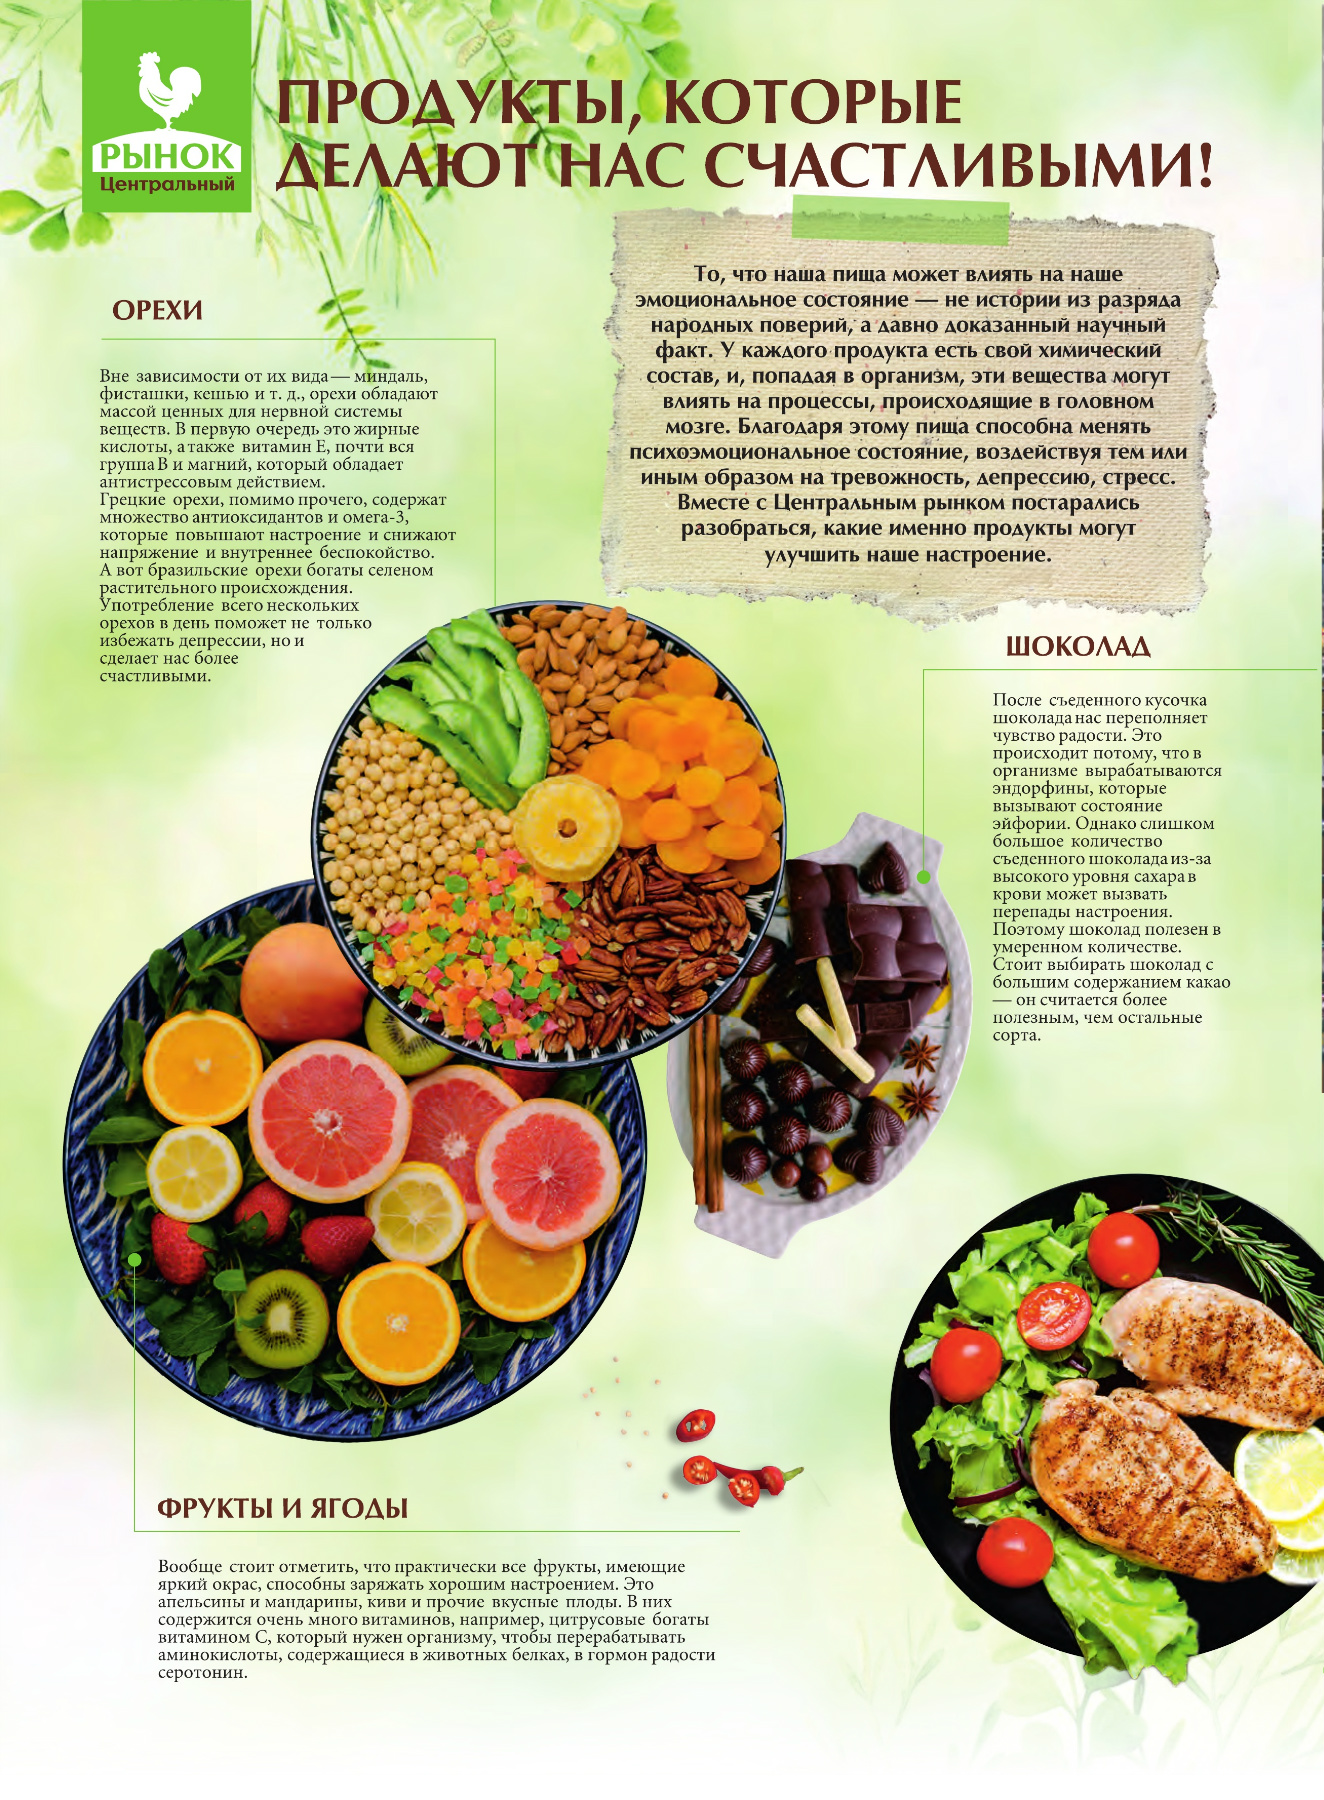 РЫНОК
Центральный
ПРОДУКТЫ, КОТОРЫЕ
ДЕЛАЮТ НАС СЧАСТЛИВЫМИ!
То, что наша пища может влиять на наше
эмоциональное состояние — не истории из разряда
народных поверий, а давно доказанный научный
факт. У каждого продукта есть свой химический
состав, и, попадая в организм, эти вещества могут
влиять на процессы, происходящие в головном
мозге. Благодаря этому пища способна менять
психоэмоциональное состояние, воздействуя тем или
иным образом на тревожность, депрессию, стресс.
Вместе с Центральным рынком постарались
разобраться, какие именно продукты могут
улучшить наше настроение.
ОРЕХИ
Вне зависимости от их вида — миндаль,
фисташки, кешью и т. д., орехи обладают
массой ценных для нервной системы
веществ. В первую очередь это жирные
кислоты, а также витамин Е, почти вся
группа В и магний, который обладает
антистрессовым действием.
Грецкие орехи, помимо прочего, содержат
множество антиоксидантов и омега-3,
которые повышают настроение и снижают
напряжение и внутреннее беспокойство.
А вот бразильские орехи богаты селеном
растительного происхождения.
Употребление всего нескольких
орехов в день поможет не только
избежать депрессии, но и
сделает нас более
счастливыми.
ШОКОЛАД
После съеденного кусочка
шоколада нас переполняет
чувство радости. Это
происходит потому, что в
организме вырабатываются
эндорфины, которые
вызывают состояние
эйфории. Однако слишком
большое количество
съеденного шоколада из-за
высокого уровня сахара в
крови может вызвать
перепады настроения.
Поэтому шоколад полезен в
умеренном количестве.
Стоит выбирать шоколад с
большим содержанием какао
— он считается более
полезным, чем остальные
сорта.
ФРУКТЫ И ЯГОДЫ
Вообще стоит отметить, что практически все фрукты, имеющие
яркий окрас, способны заряжать хорошим настроением. Это
апельсины и мандарины, киви и прочие вкусные плоды. В них
содержится очень много витаминов, например, цитрусовые богаты
витамином С, который нужен организму, чтобы перерабатывать
аминокислоты, содержащиеся в животных белках, в гормон радости
серотонин.